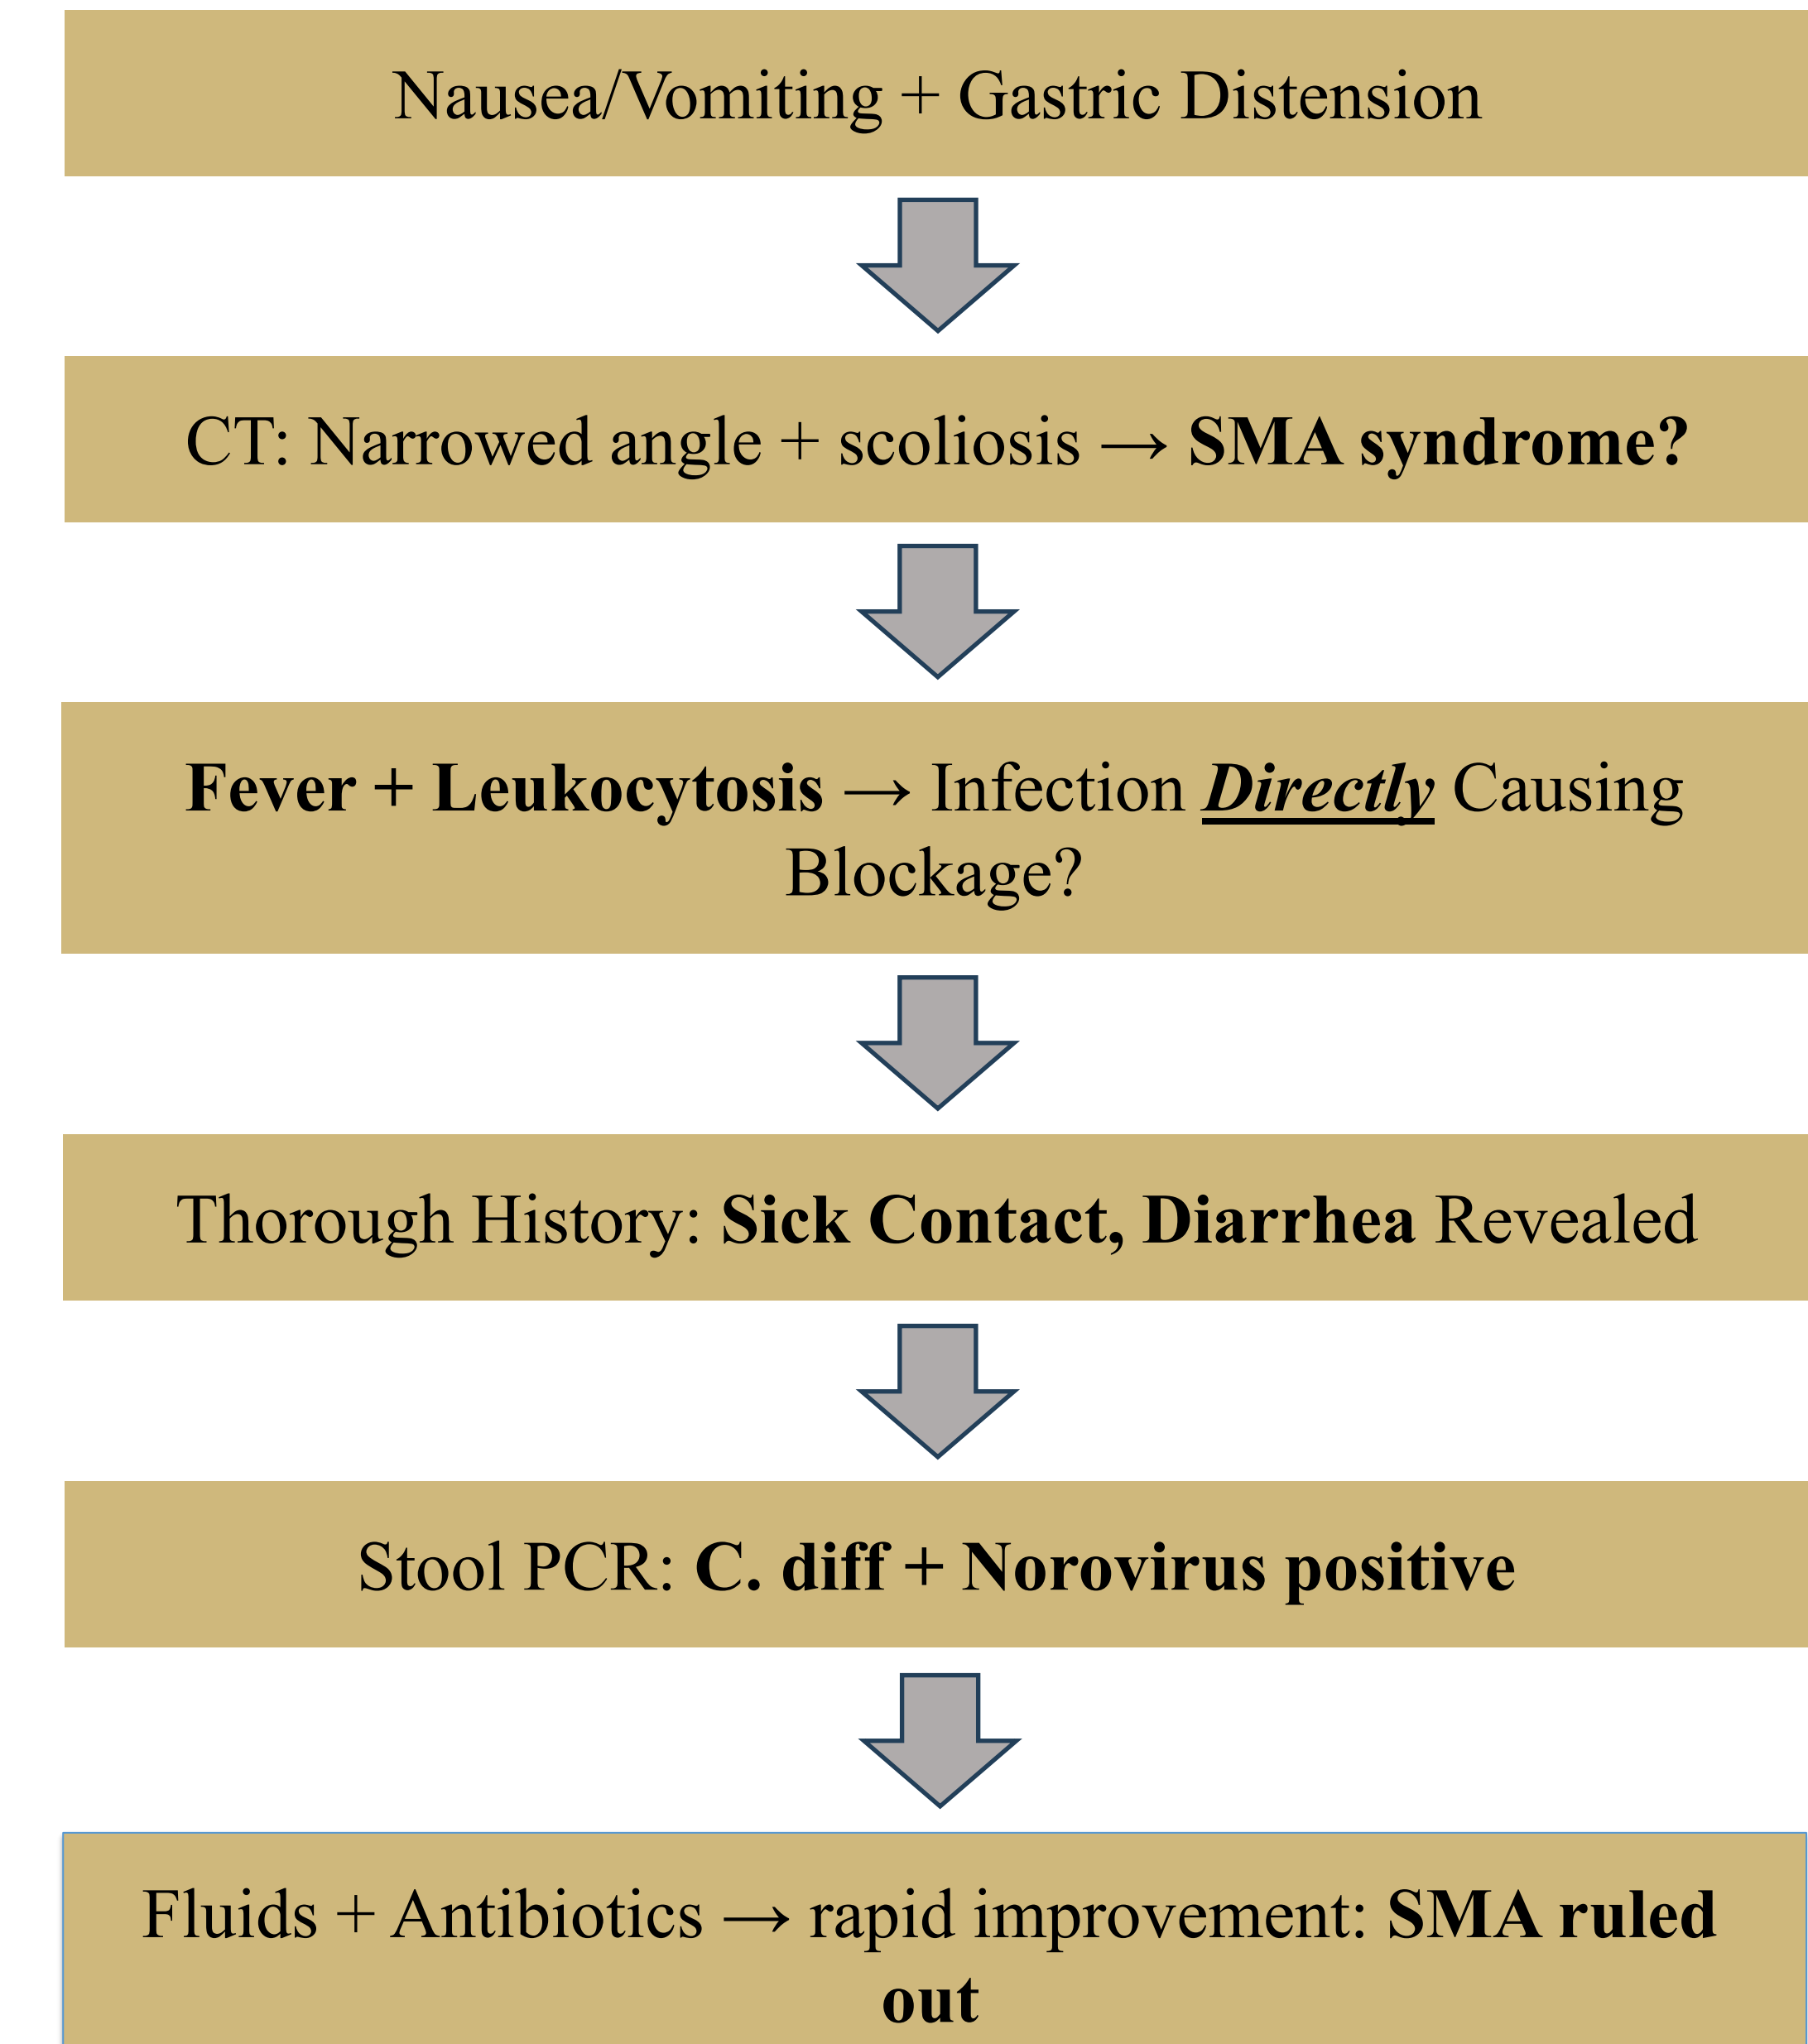 Nausea/Vomiting + Gastric Distension
CT: Narrowed angle + scoliosis → SMA syndrome?
Fever + Leukocytosis → Infection Directly Causing
Blockage?
Thorough History: Sick Contact, Diarrhea Revealed
Stool PCR: C. diff + Norovirus positive
Fluids + Antibiotics → rapid improvement: SMA ruled
out